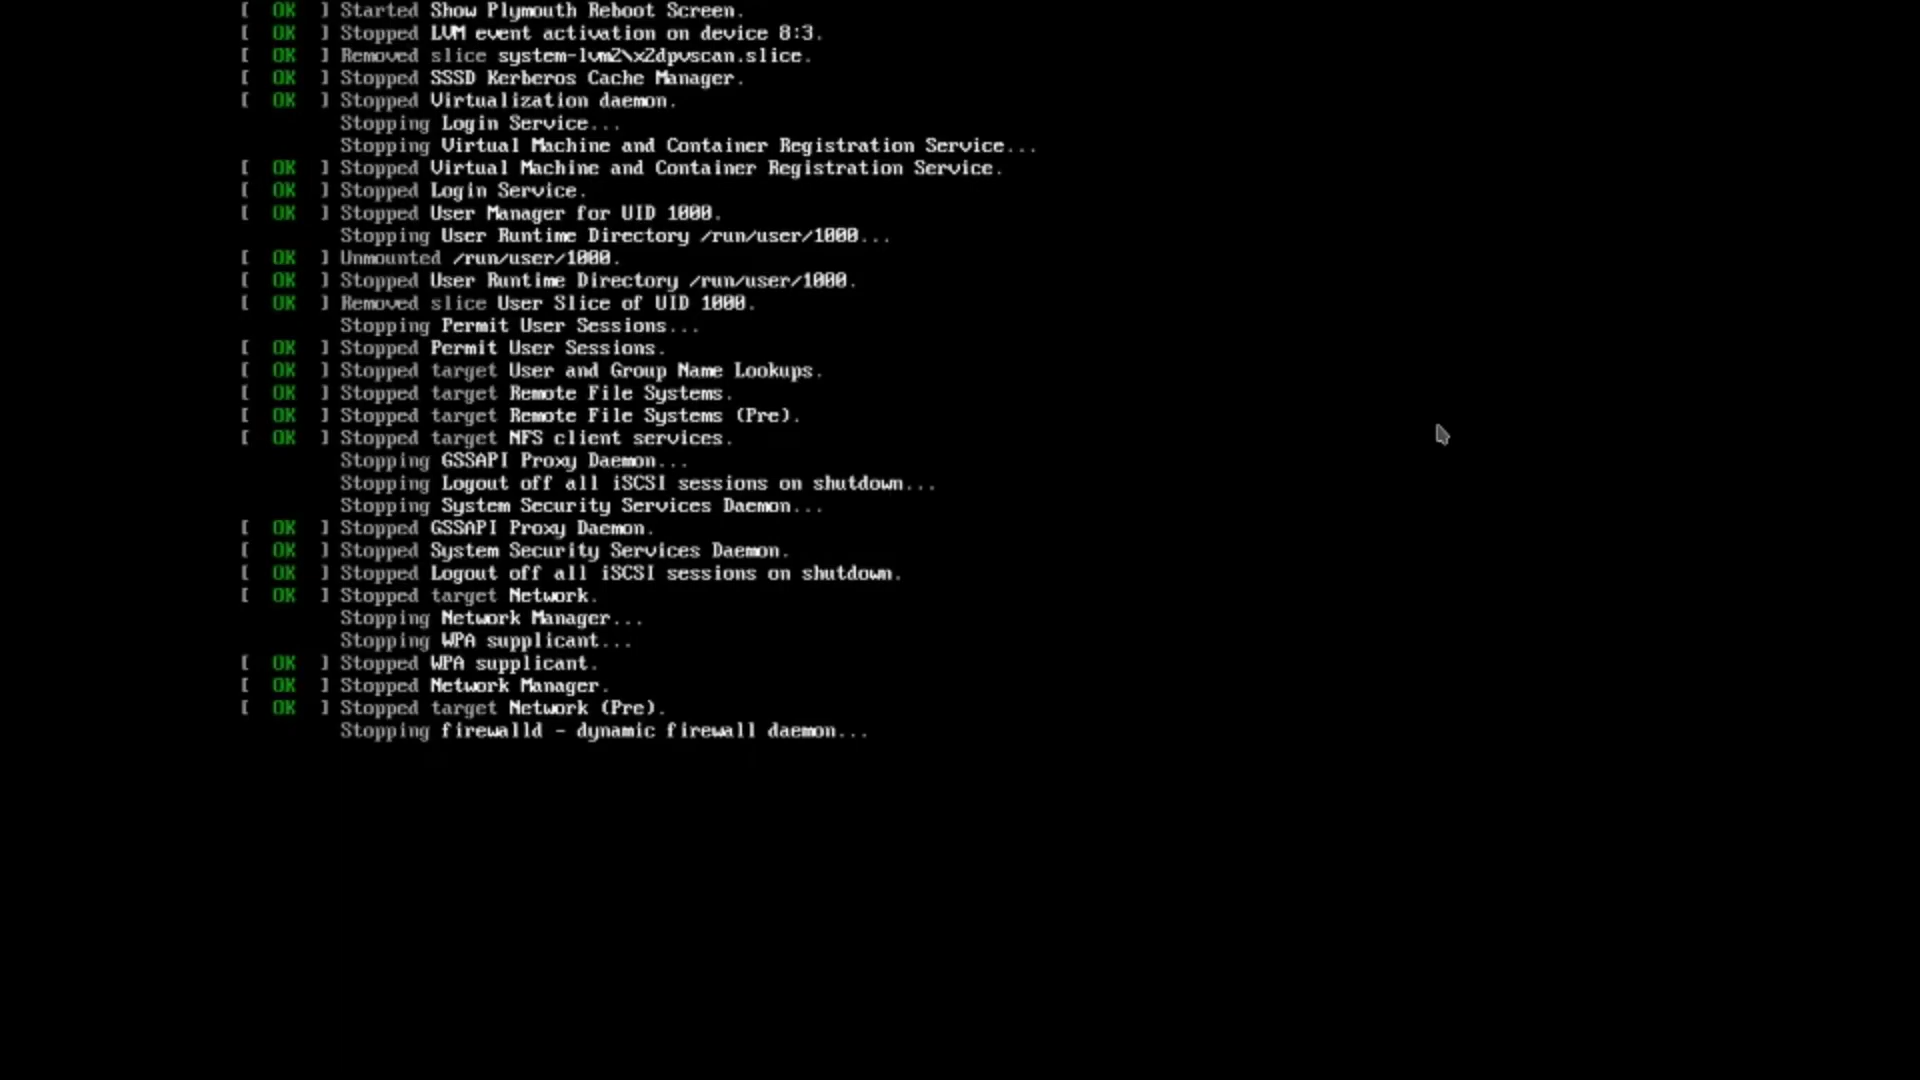 [  OK  ] Started Show Plymouth Reboot Screen.
[  OK  ] Stopped LVM event activation on device 8:3.
[  OK  ] Removed slice system-lvm2\x2dpvscan.slice.
[  OK  ] Stopped SSSD Kerberos Cache Manager.
[  OK  ] Stopped Virtualization daemon.
Stopping Login Service...
Stopping Virtual Machine and Container Registration Service...
[  OK  ] Stopped Virtual Machine and Container Registration Service.
[  OK  ] Stopped Login Service.
[  OK  ] Stopped User Manager for UID 1000.
Stopping User Runtime Directory /run/user/1000...
[  OK  ] Unmounted /run/user/1000.
[  OK  ] Stopped User Runtime Directory /run/user/1000.
[  OK  ] Removed slice User Slice of UID 1000.
Stopping Permit User Sessions...
[  OK  ] Stopped Permit User Sessions.
[  OK  ] Stopped target User and Group Name Lookups.
[  OK  ] Stopped target Remote File Systems.
[  OK  ] Stopped target Remote File Systems (Pre).
[  OK  ] Stopped target NFS client services.
Stopping GSSAPI Proxy Daemon...
Stopping Logout off all iSCSI sessions on shutdown...
Stopping System Security Services Daemon...
[  OK  ] Stopped GSSAPI Proxy Daemon.
[  OK  ] Stopped System Security Services Daemon.
[  OK  ] Stopped Logout off all iSCSI sessions on shutdown.
[  OK  ] Stopped target Network.
Stopping Network Manager...
Stopping WPA supplicant...
[  OK  ] Stopped WPA supplicant.
[  OK  ] Stopped Network Manager.
[  OK  ] Stopped target Network (Pre).
Stopping firewalld - dynamic firewall daemon...